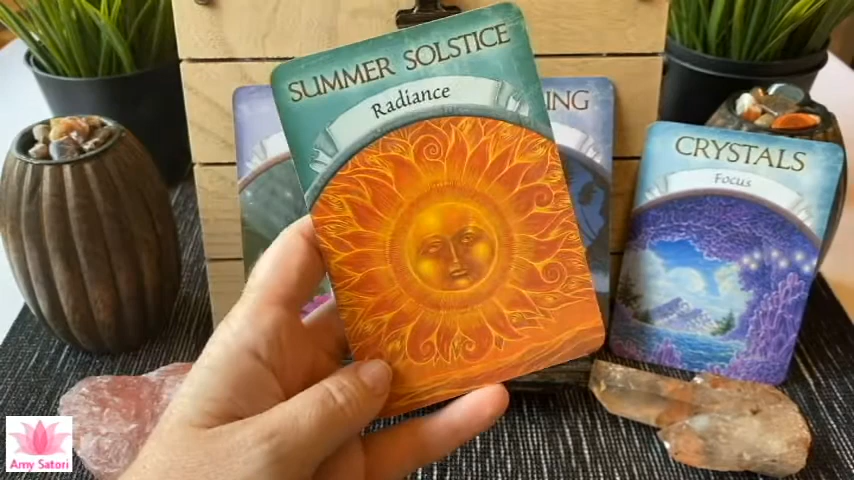 SUMMER SOLSTICE
Radiance
ING
CRYSTALS
Focus
Amy Satori